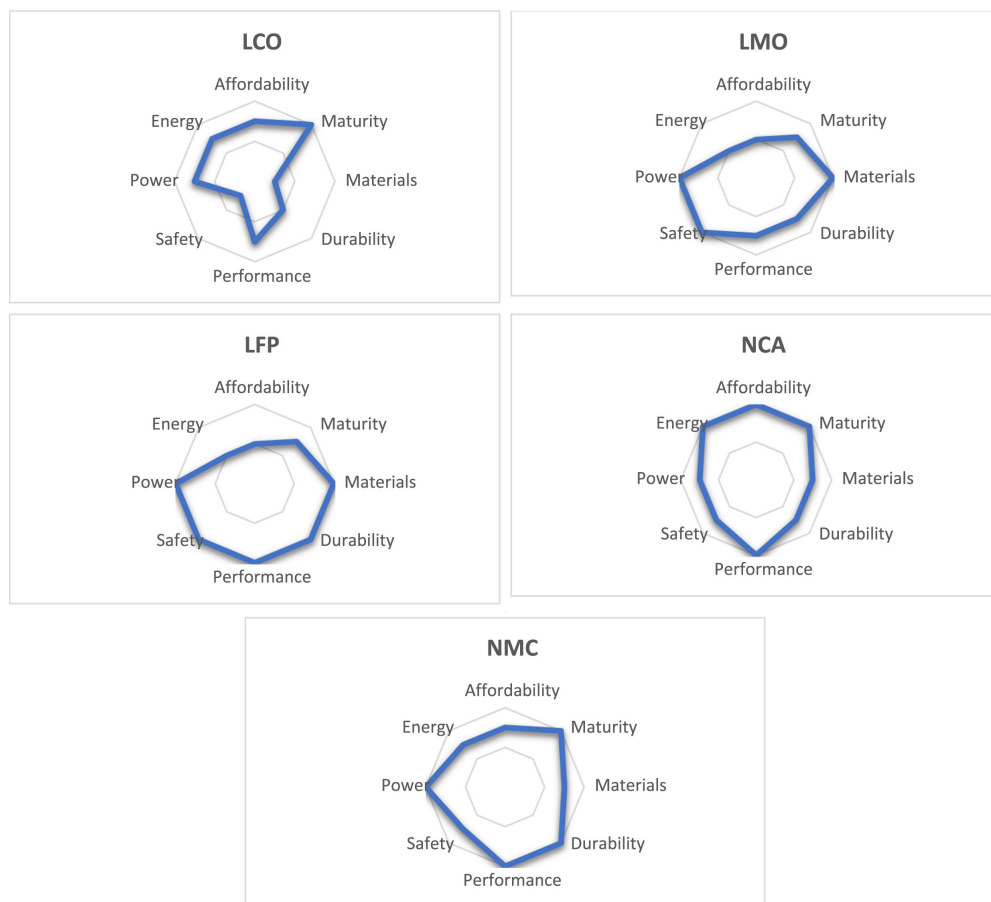 LCO
Affordability
Energy
Maturity
Power
Materials
Safety
Durability
Performance
LMO
Affordability
Energy
Maturity
Power
Materials
Safety
Durability
Performance
LFP
Affordability
Energy
Maturity
Power
Materials
Safety
Durability
Performance
NCA
Affordability
Energy
Maturity
Power
Materials
Safety
Durability
Performance
NMC
Affordability
Energy
Maturity
Power
Materials
Safety
Durability
Performance